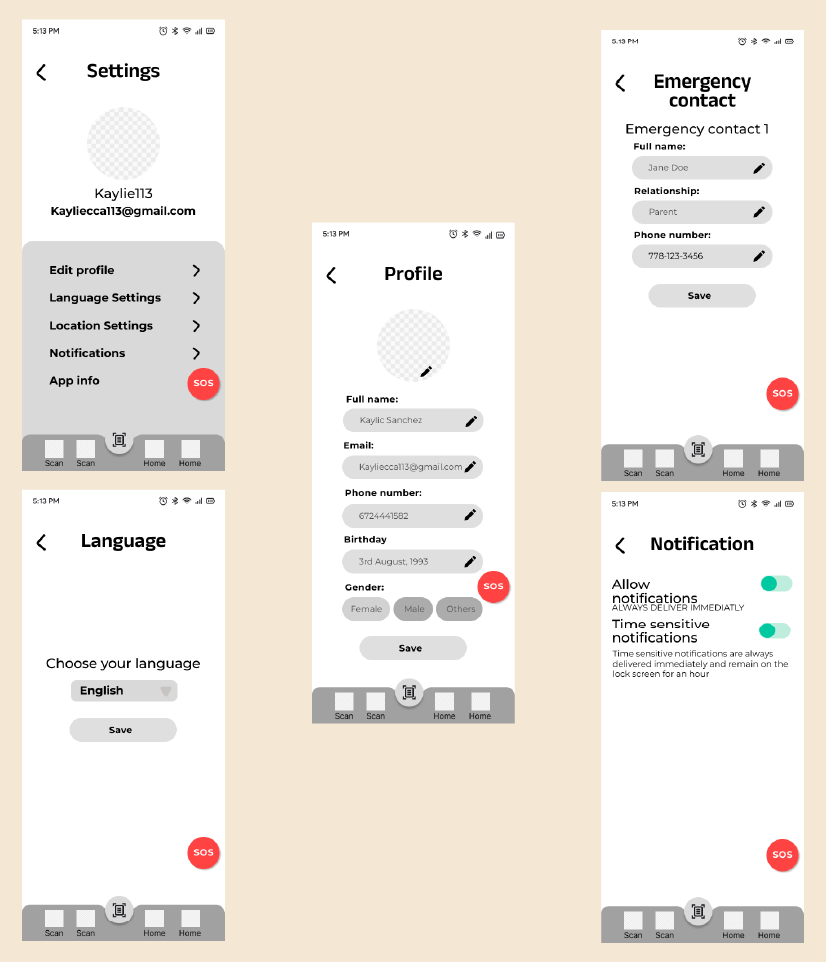 5:13 PM
Settings
Kaylie113
Kayliecca113@gmail.com
Edit profile
Language Settings
Location Settings
Notifications
App info
SOS
Scan Scan Home Home
5:13 PM
Language
Choose your language
English
Save
SOS
Scan Scan Home Home
5:13 PM
Profile
Full name:
Kaylic Sanchez
Email:
Kayliecca113@gmail.com
Phone number:
6724441582
Birthday
3rd August, 1993
Gender:
SOS
Female Male Others
Save
Scan Scan Home Home
5:13 PM
Emergency
contact
Emergency contact 1
Full name:
Jane Doe
Relationship:
Parent
Phone number:
778-123-3456
Save
SOS
Scan Scan Home Home
5:13 PM
Notification
Allow
notifications
ALWAYS DELIVER IMMEDIATLY
Time sensitive
notifications
Time sensitive notifications are always
delivered immediately and remain on the
lock screen for an hour
SOS
Scan Scan Home Home